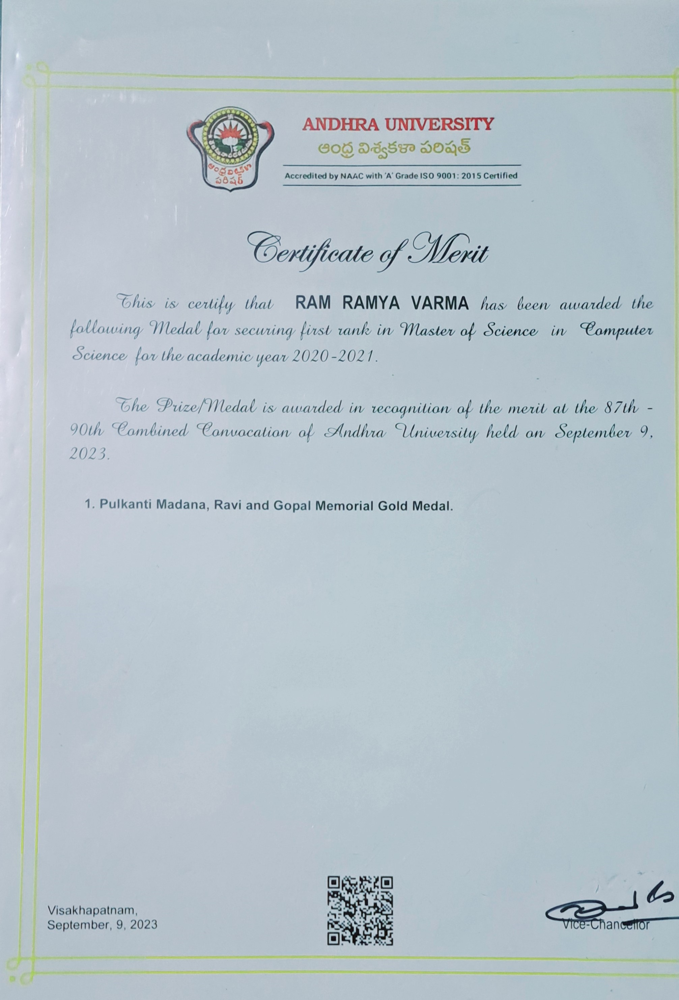 ANDHRA UNIVERSITY
ఆంధ్ర విశ్వకళా పరిషత్
ఆంధ్ర విశ్వకళా
పరిషత్
Accredited by NAAC with 'A' Grade ISO 9001: 2015 Certified
Certificate of Merit
This is certify that RAM RAMYA VARMA has been awarded the
following Medal for securing first rank in Master of Science in Computer
Science for the academic year 2020-2021.
The Prize/Medal is awarded in recognition of the merit at the 87th -
90th Combined Convocation of Andhra University held on September 9,
2023.
1. Pulkanti Madana, Ravi and Gopal Memorial Gold Medal.
Visakhapatnam,
September, 9, 2023
Vice-Chancellor